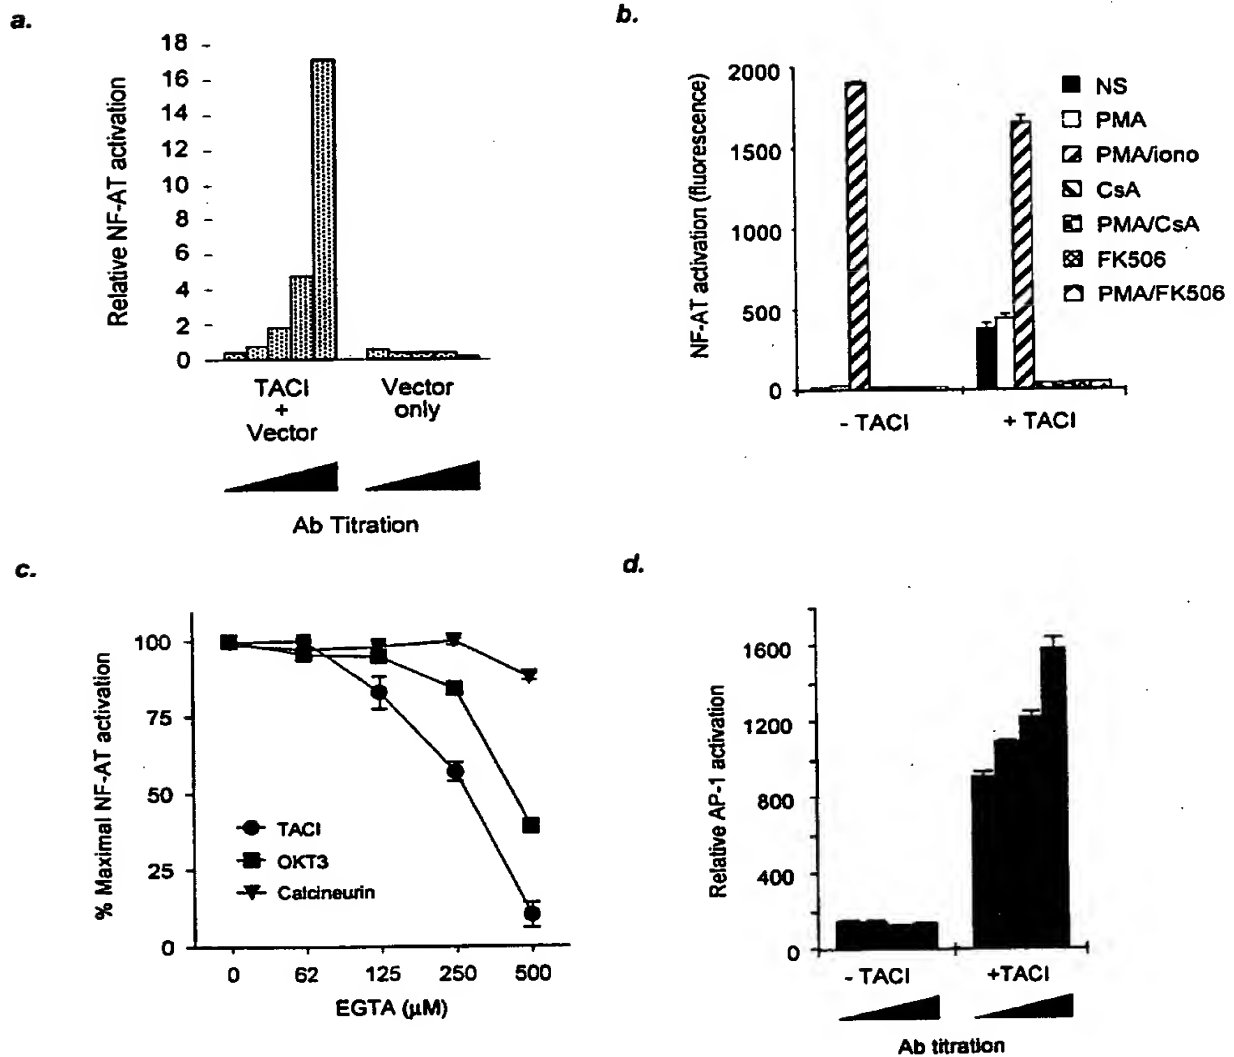 a.
Relative NF-AT activation
18
16
14
12
10
8
6
4
2
0
TACI
+
Vector
Vector
only
Ab Titration
b.
NF-AT activation (fluorescence)
2000
1500
1000
500
0
- TACI
+ TACI
NS
PMA
PMA/iono
CsA
PMA/CsA
FK506
PMA/FK506
c.
% Maximal NF-AT activation
100
75
50
25
0
TACI
OKT3
Calcineurin
0 62 125 250 500
EGTA (µM)
d.
Relative AP-1 activation
1600
1200
800
400
0
- TACI
+TACI
Ab titration